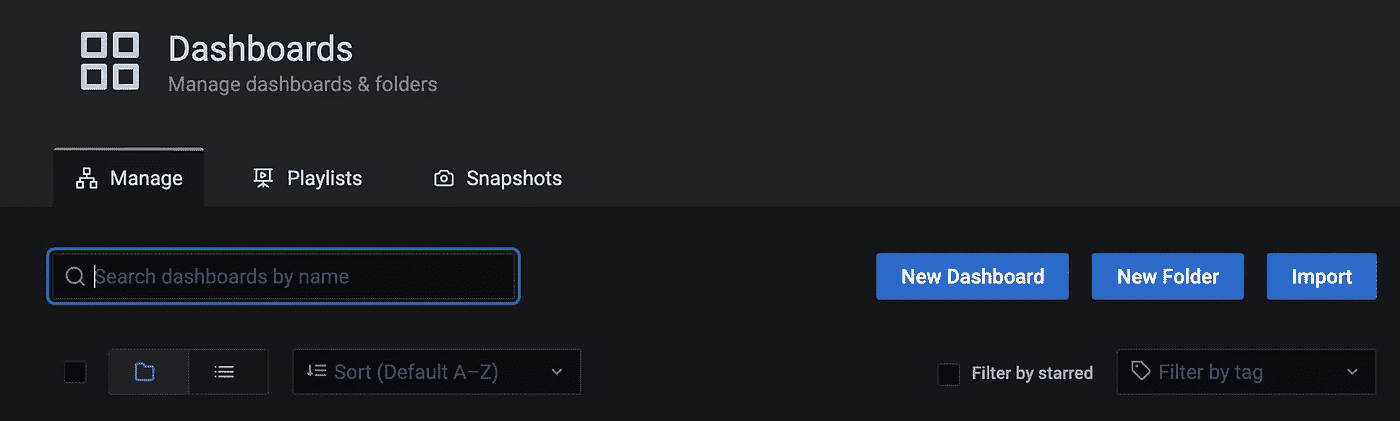 Dashboards
Manage dashboards & folders
Manage Playlists Snapshots
Search dashboards by name New Dashboard New Folder Import
Sort (Default A–Z) Filter by starred Filter by tag